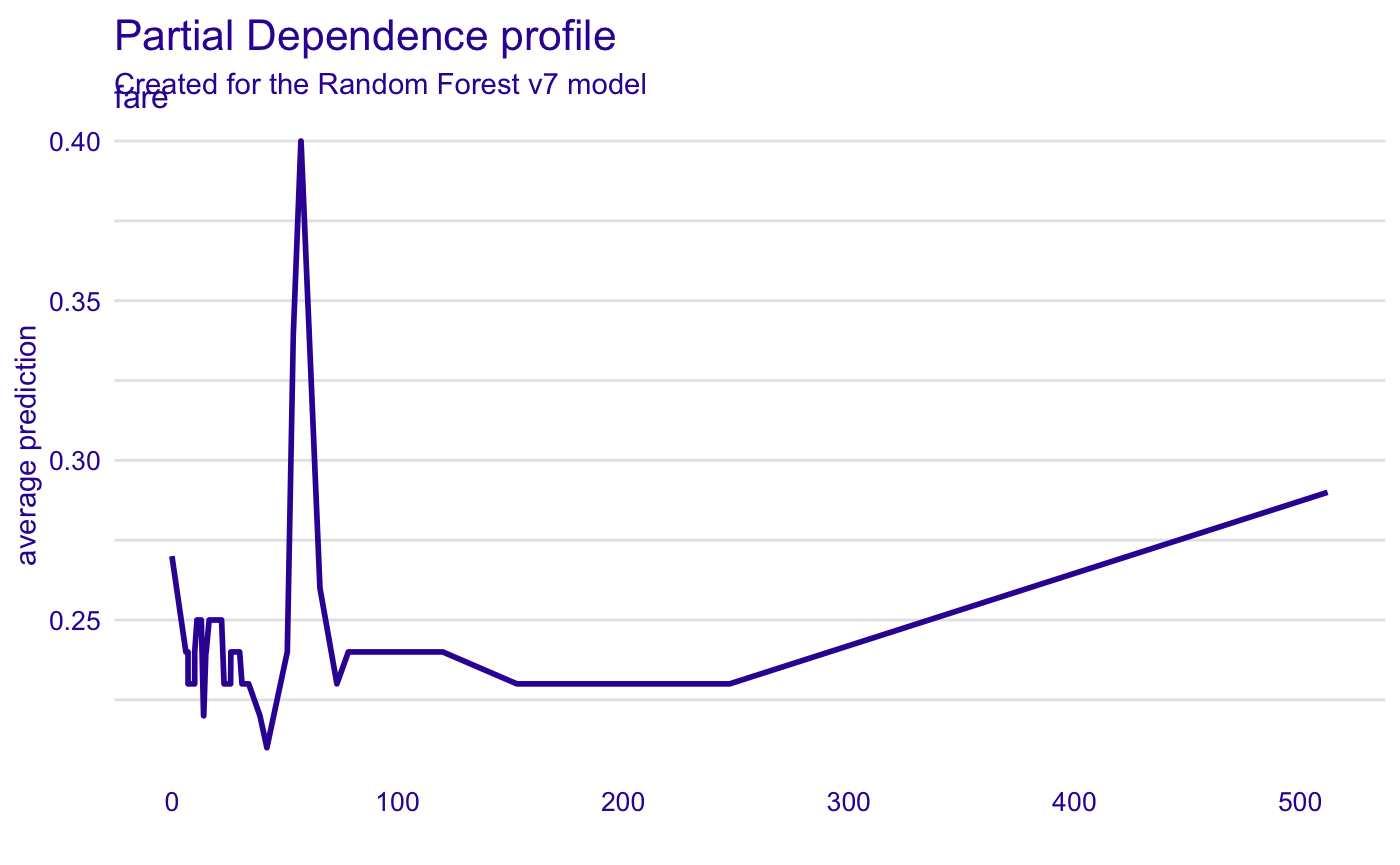 Partial Dependence profile
Created for the Random Forest v7 model
fare
0.40
0.35
0.30
0.25
average prediction
0 100 200 300 400 500